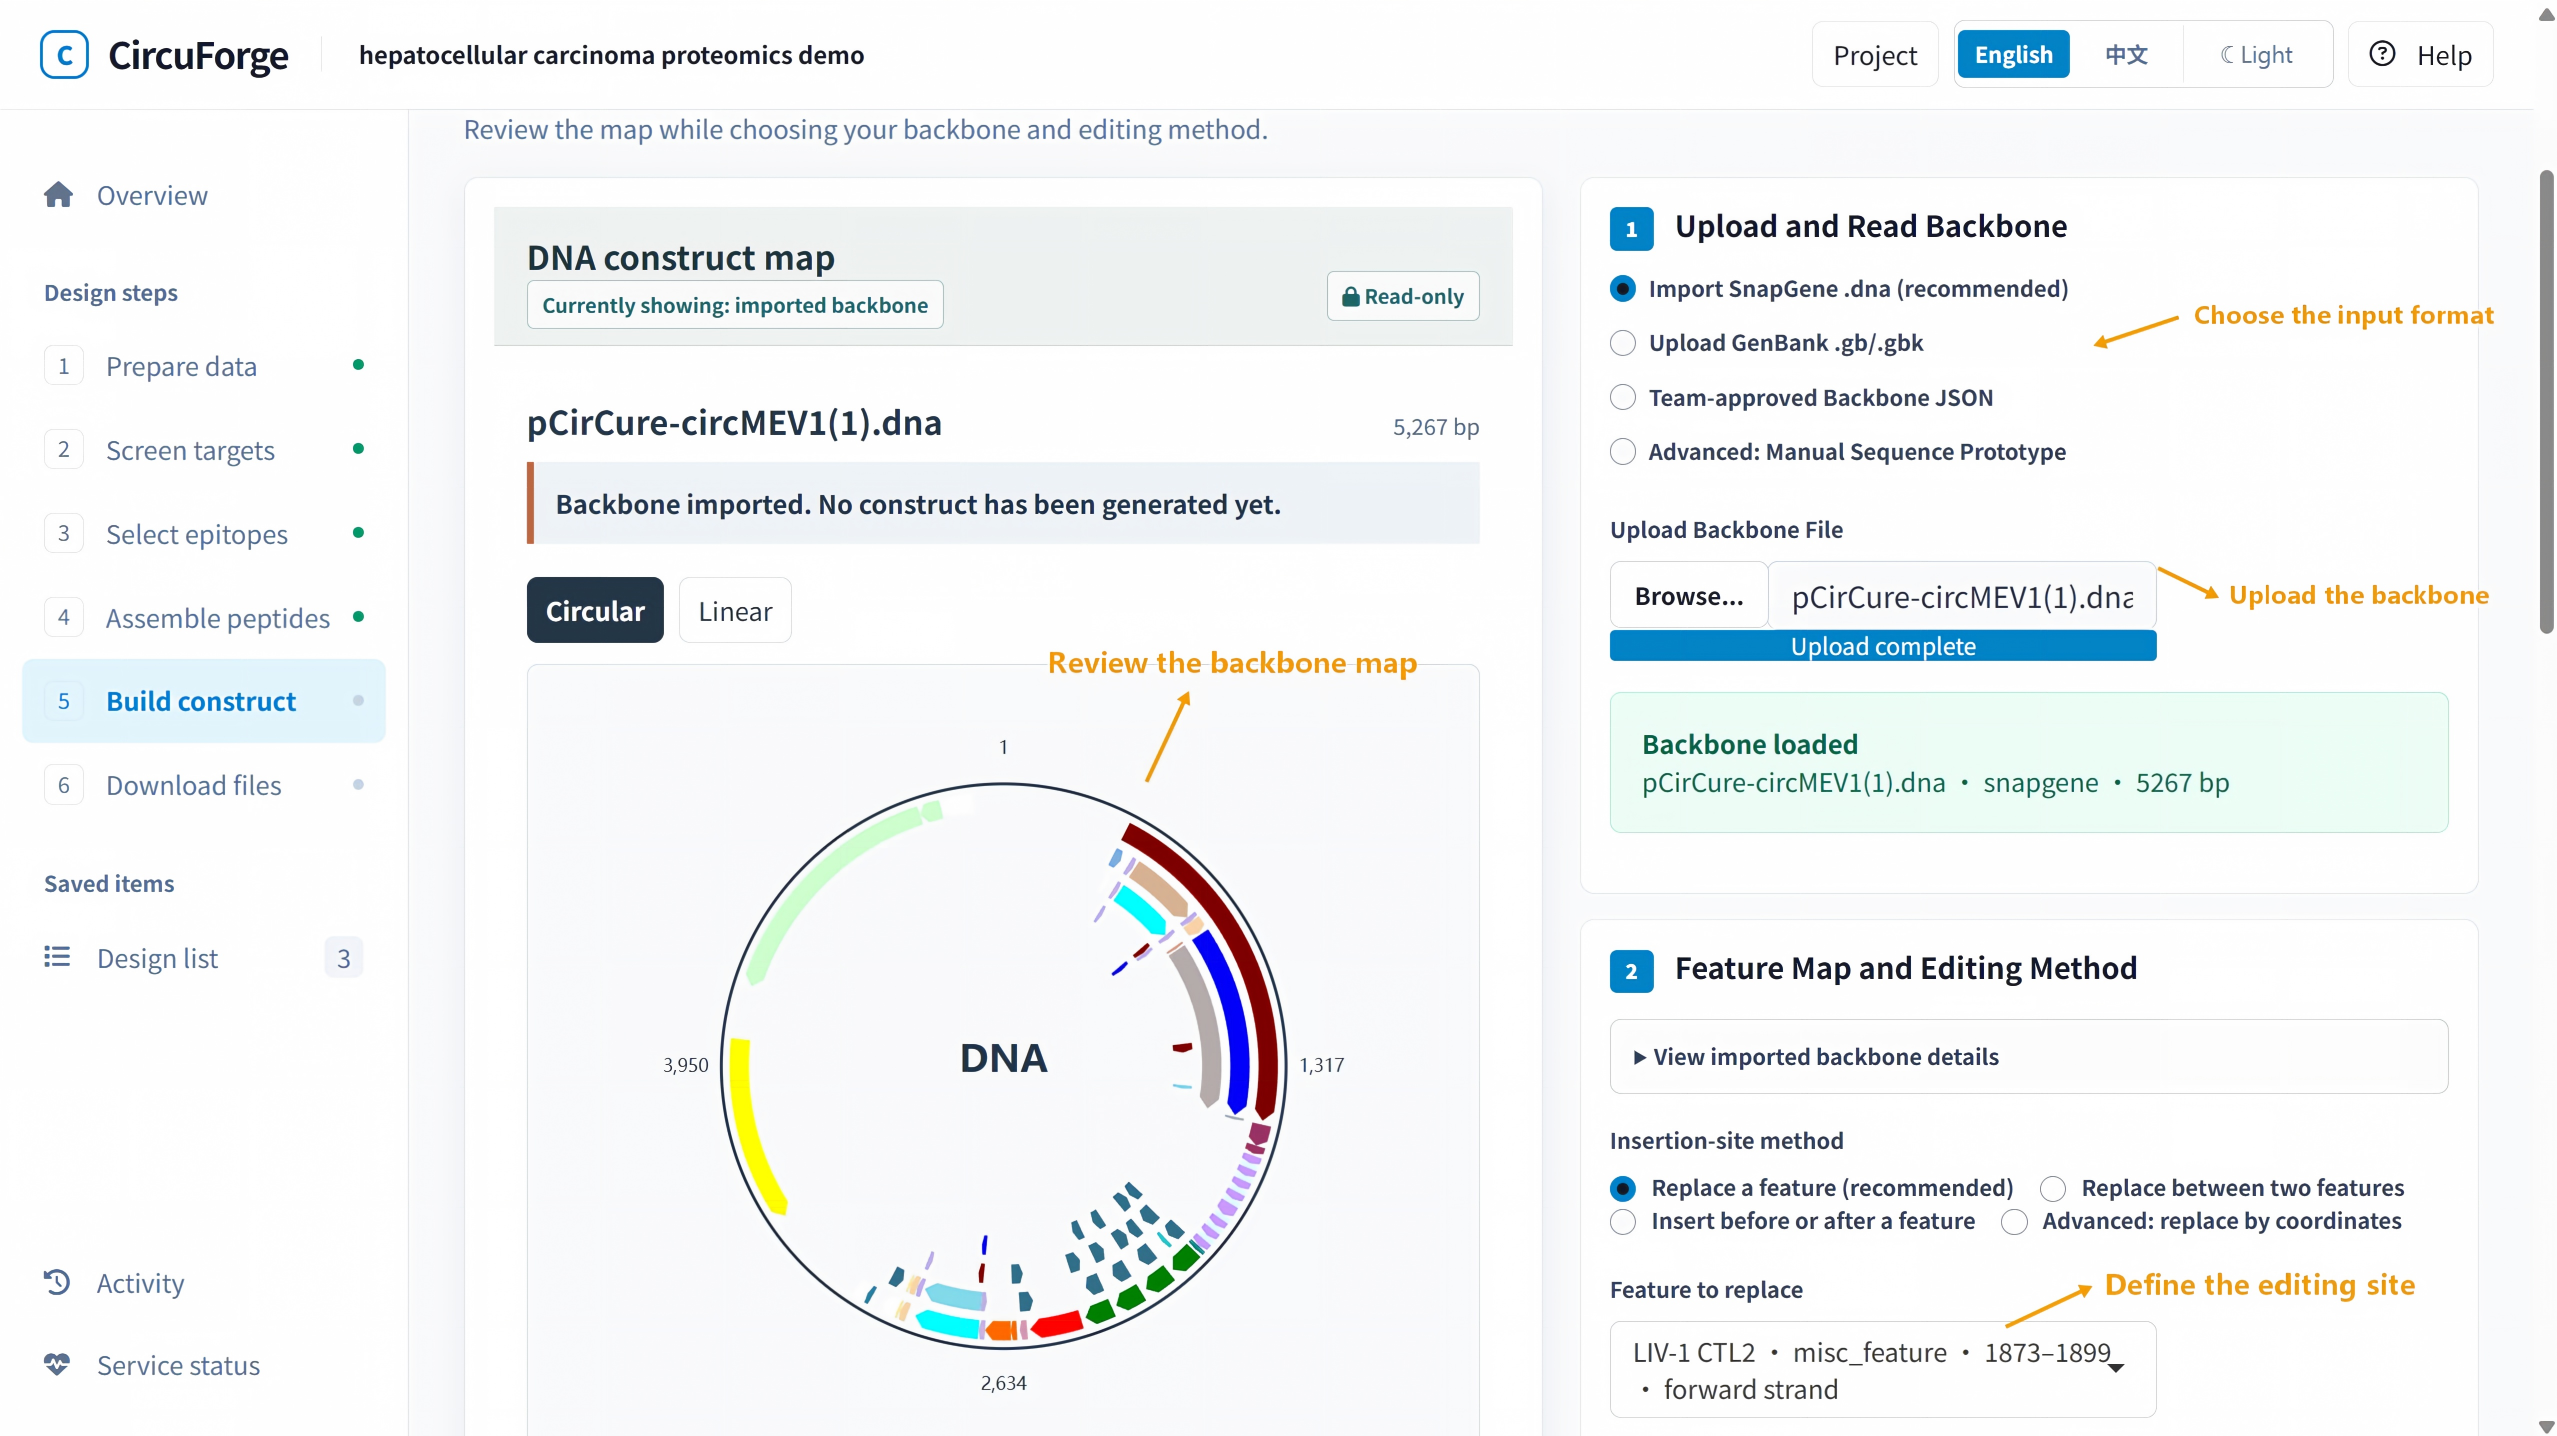 C CircuForge
hepatocellular carcinoma proteomics demo
Project
English
中文
Light
Help
Overview
Design steps
1 Prepare data
2 Screen targets
3 Select epitopes
4 Assemble peptides
5 Build construct
6 Download files
Saved items
Design list 3
Activity
Service status
Review the map while choosing your backbone and editing method.
DNA construct map
Currently showing: imported backbone
Read-only
pCirCure-circMEV1(1).dna
5,267 bp
Backbone imported. No construct has been generated yet.
Circular
Linear
Review the backbone map
1
3,950
DNA
1,317
2,634
1 Upload and Read Backbone
Import SnapGene .dna (recommended)
Choose the input format
Upload GenBank .gb/.gbk
Team-approved Backbone JSON
Advanced: Manual Sequence Prototype
Upload Backbone File
Browse... pCirCure-circMEV1(1).dna
Upload the backbone
Upload complete
Backbone loaded
pCirCure-circMEV1(1).dna • snapgene • 5267 bp
2 Feature Map and Editing Method
View imported backbone details
Insertion-site method
Replace a feature (recommended) Replace between two features
Insert before or after a feature Advanced: replace by coordinates
Feature to replace
Define the editing site
LIV-1 CTL2 • misc_feature • 1873–1899
• forward strand